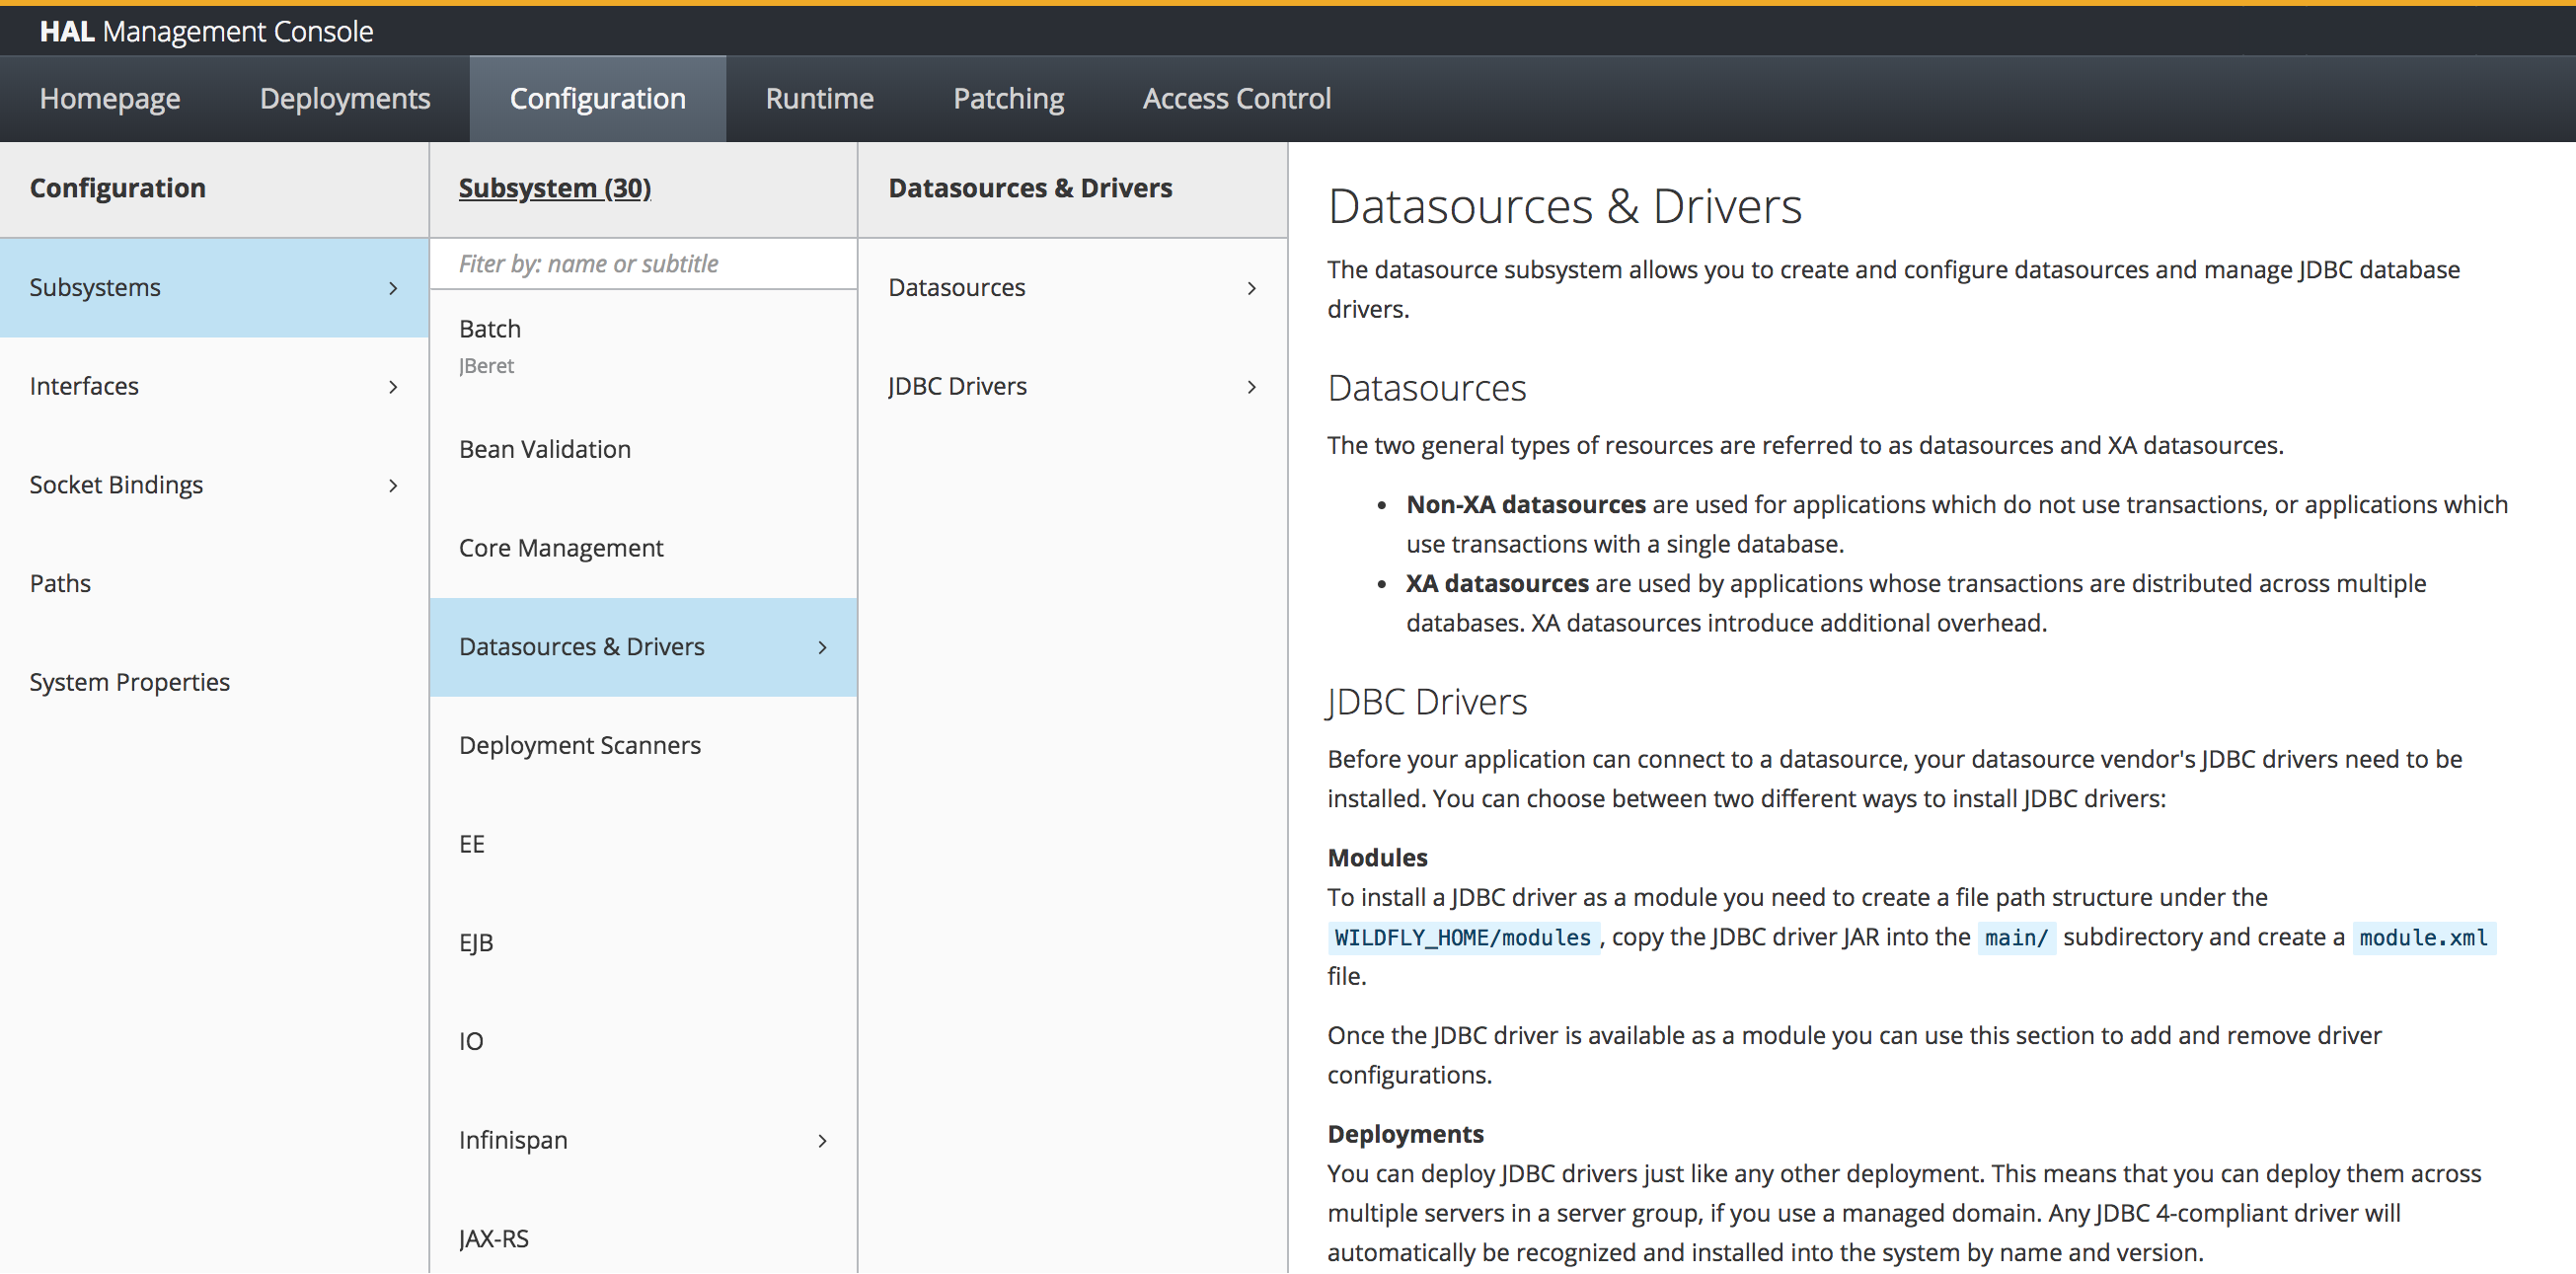 HAL Management Console
Homepage Deployments Configuration Runtime Patching Access Control
Configuration
Subsystems
Interfaces
Socket Bindings
Paths
System Properties
Subsystem (30)
Fiter by: name or subtitle
Batch
JBeret
Bean Validation
Core Management
Datasources & Drivers
Deployment Scanners
EE
EJB
IO
Infinispan
JAX-RS
Datasources & Drivers
Datasources
JDBC Drivers
Datasources & Drivers
The datasource subsystem allows you to create and configure datasources and manage JDBC database
drivers.
Datasources
The two general types of resources are referred to as datasources and XA datasources.
• Non-XA datasources are used for applications which do not use transactions, or applications which
use transactions with a single database.
• XA datasources are used by applications whose transactions are distributed across multiple
databases. XA datasources introduce additional overhead.
JDBC Drivers
Before your application can connect to a datasource, your datasource vendor's JDBC drivers need to be
installed. You can choose between two different ways to install JDBC drivers:
Modules
To install a JDBC driver as a module you need to create a file path structure under the
WILDFLY_HOME/modules , copy the JDBC driver JAR into the main/ subdirectory and create a module.xml
file.
Once the JDBC driver is available as a module you can use this section to add and remove driver
configurations.
Deployments
You can deploy JDBC drivers just like any other deployment. This means that you can deploy them across
multiple servers in a server group, if you use a managed domain. Any JDBC 4-compliant driver will
automatically be recognized and installed into the system by name and version.